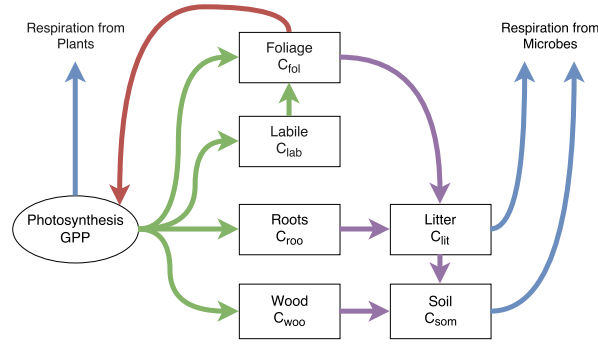 Respiration from
Plants
Foliage
Cfol
Respiration from
Microbes
Labile
Clab
Photosynthesis
GPP
Roots
Croo
Litter
Clit
Wood
Cwoo
Soil
Csom